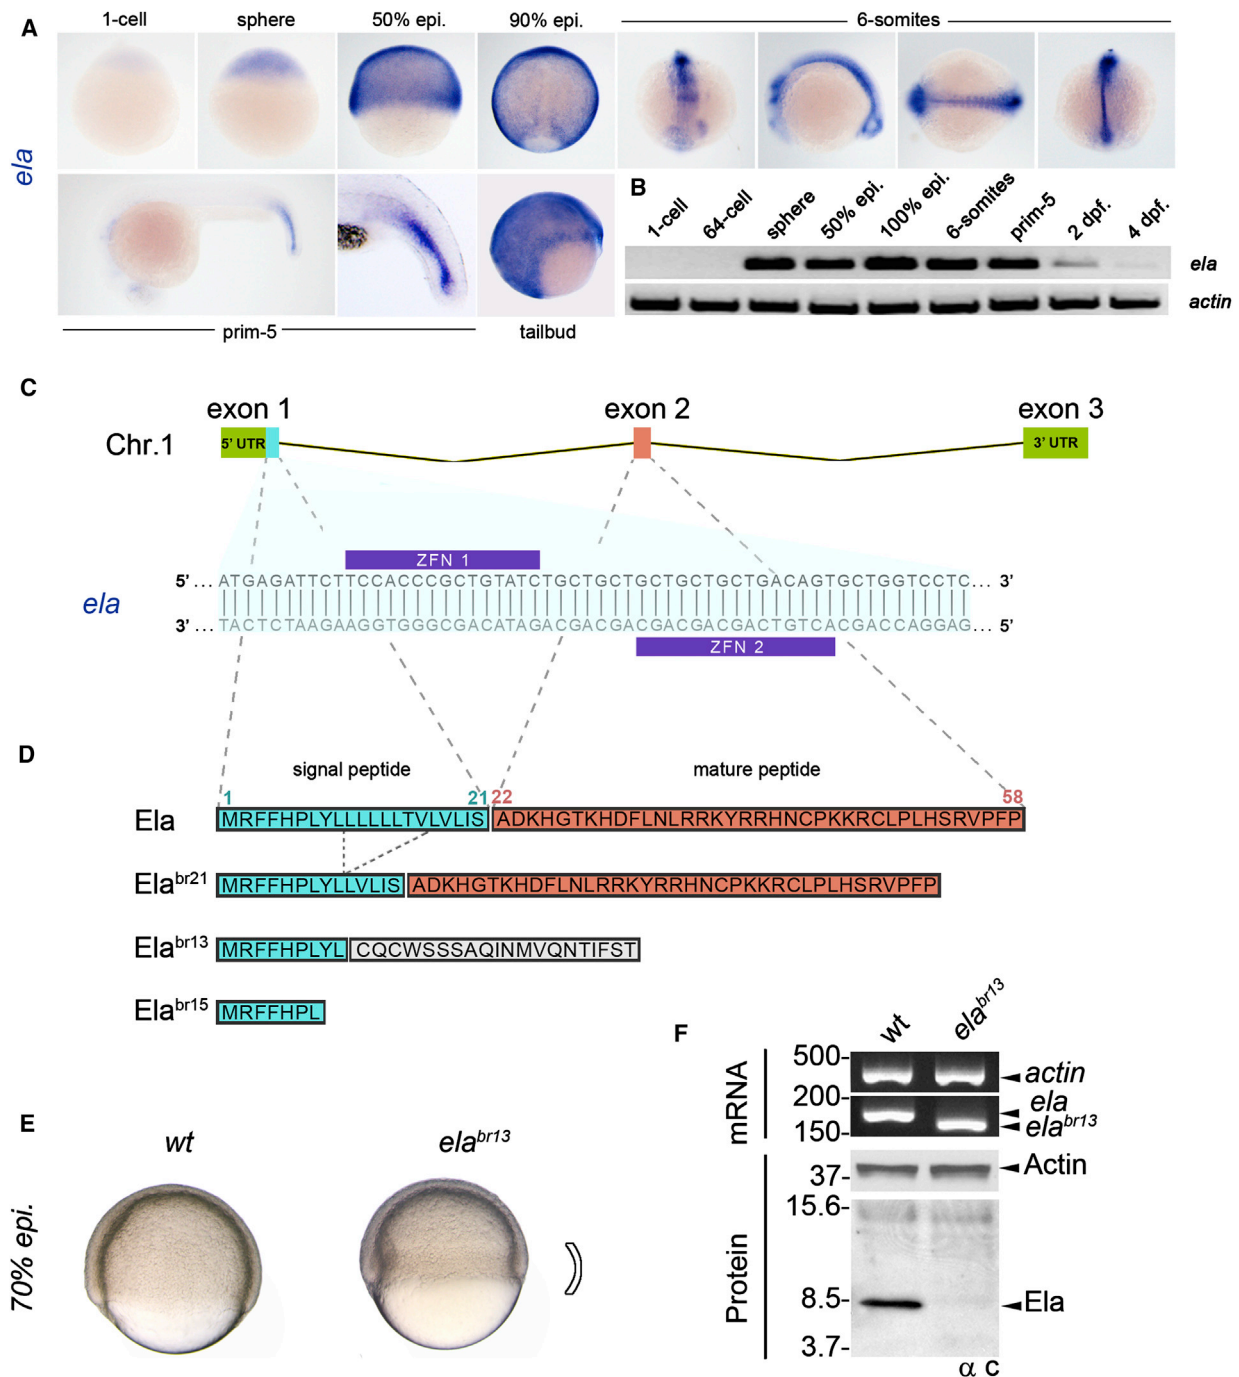 A
1-cell
sphere
50% epi.
90% epi.
6-somites
ela
prim-5
tailbud
B
1-cell
64-cell
sphere
50% epi.
100% epi.
6-somites
prim-5
2 dpf.
4 dpf.
ela
actin
C
exon 1
exon 2
exon 3
Chr.1
5' UTR
3' UTR
ZFN 1
5' ... ATGAGATTCTTCCACCCGCTGTATCTGCTGCTGCTGCTGCTGACAGTGCTGGTCCTC... 3'
ela
3' ... TACTCTAAGAAGGTGGGCGACATAGACGACGACGACGACGACTGTCACGACCAGGAG... 5'
ZFN 2
D
signal peptide
mature peptide
1
21
22
58
Ela
MRFFHPLYLLLLLLTVLVLIS
ADKHGTKHDFLNLRRKYRRHNCPKKRCLPLHSRVPFP
Ela^br21
MRFFHPLYLLVLIS
ADKHGTKHDFLNLRRKYRRHNCPKKRCLPLHSRVPFP
Ela^br13
MRFFHPLYL
CQCWSSSAQINMVQNTIFST
Ela^br15
MRFFHPL
E
wt
ela^br13
70% epi.
F
wt
ela^br13
mRNA
500-
200-
150-
actin
ela
ela^br13
Protein
37-
15.6-
8.5-
3.7-
Actin
Ela
α C